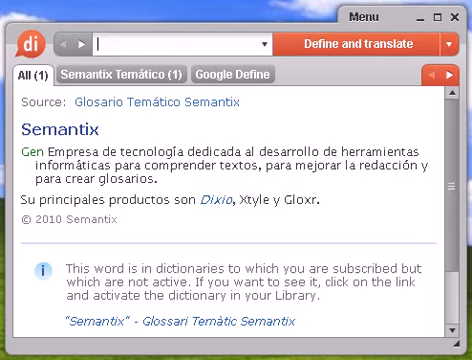 Menu
di
Define and translate
All (1) Semantix Temático (1) Google Define
Source: Glosario Temático Semantix
Semantix
Gen Empresa de tecnología dedicada al desarrollo de herramientas
informáticas para comprender textos, para mejorar la redacción y
para crear glosarios.
Su principales productos son Dixio, Xtyle y Gloxr.
© 2010 Semantix
i
This word is in dictionaries to which you are subscribed but
which are not active. If you want to see it, click on the link
and activate the dictionary in your Library.
"Semantix" - Glossari Temàtic Semantix